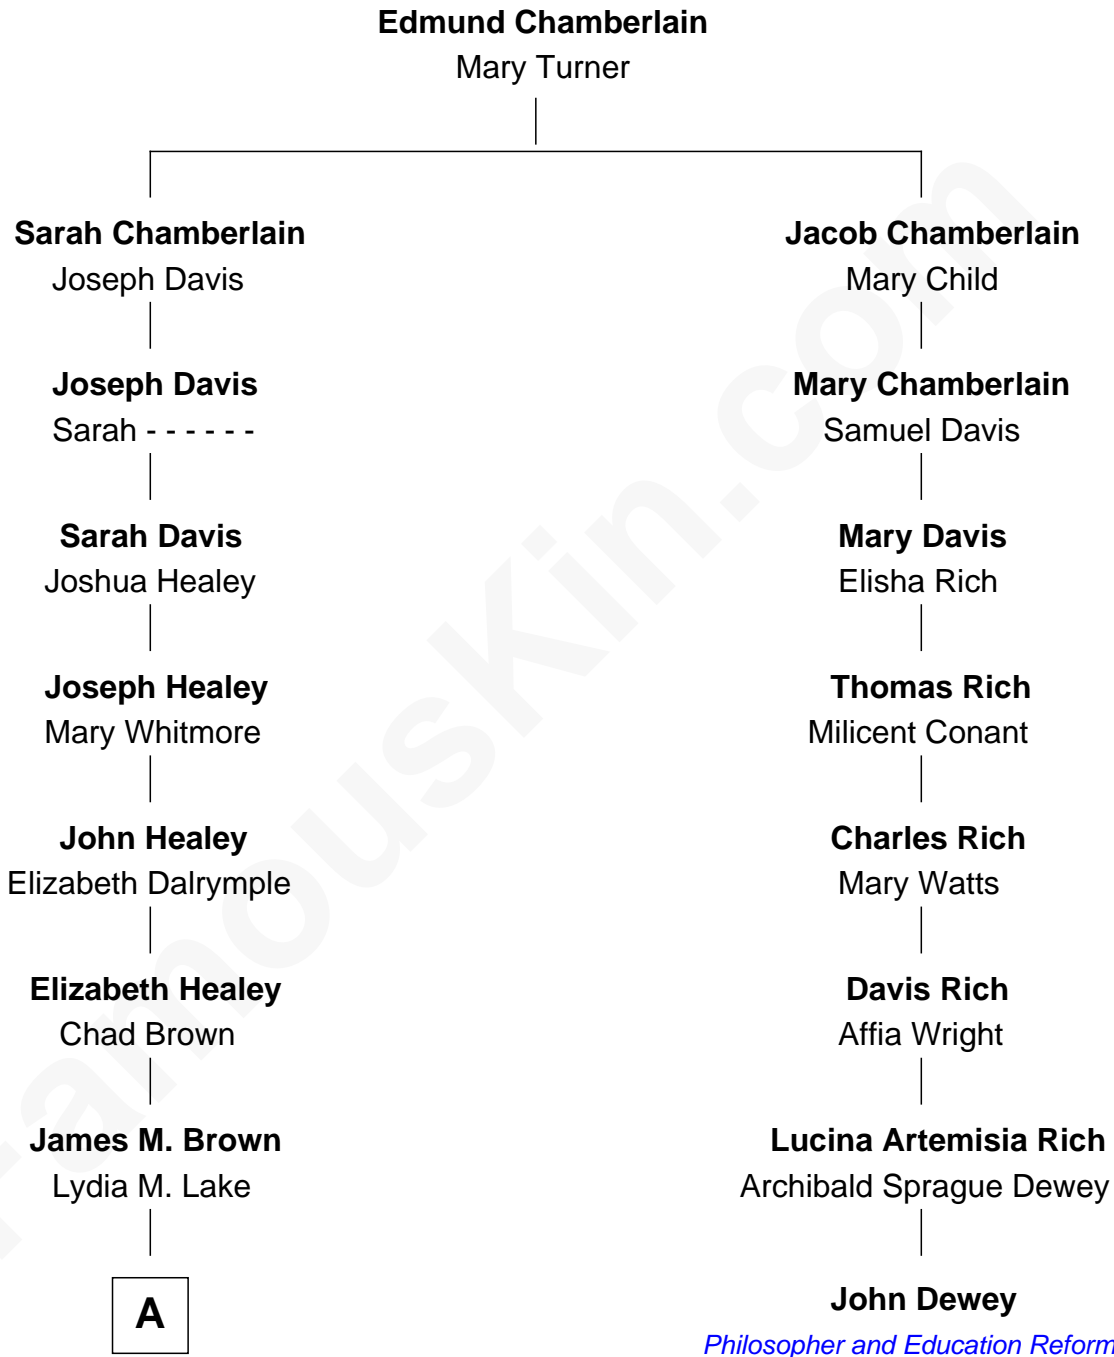 Edmund Chamberlain
Mary Turner
Sarah Chamberlain
Joseph Davis
Jacob Chamberlain
Mary Child
Joseph Davis
Sarah - - - - - -
Mary Chamberlain
Samuel Davis
Sarah Davis
Joshua Healey
Mary Davis
Elisha Rich
Joseph Healey
Mary Whitmore
Thomas Rich
Milicent Conant
John Healey
Elizabeth Dalrymple
Charles Rich
Mary Watts
Elizabeth Healey
Chad Brown
Davis Rich
Affia Wright
James M. Brown
Lydia M. Lake
Lucina Artemisia Rich
Archibald Sprague Dewey
A
John Dewey
Philosopher and Education Reform
FamousKin.com